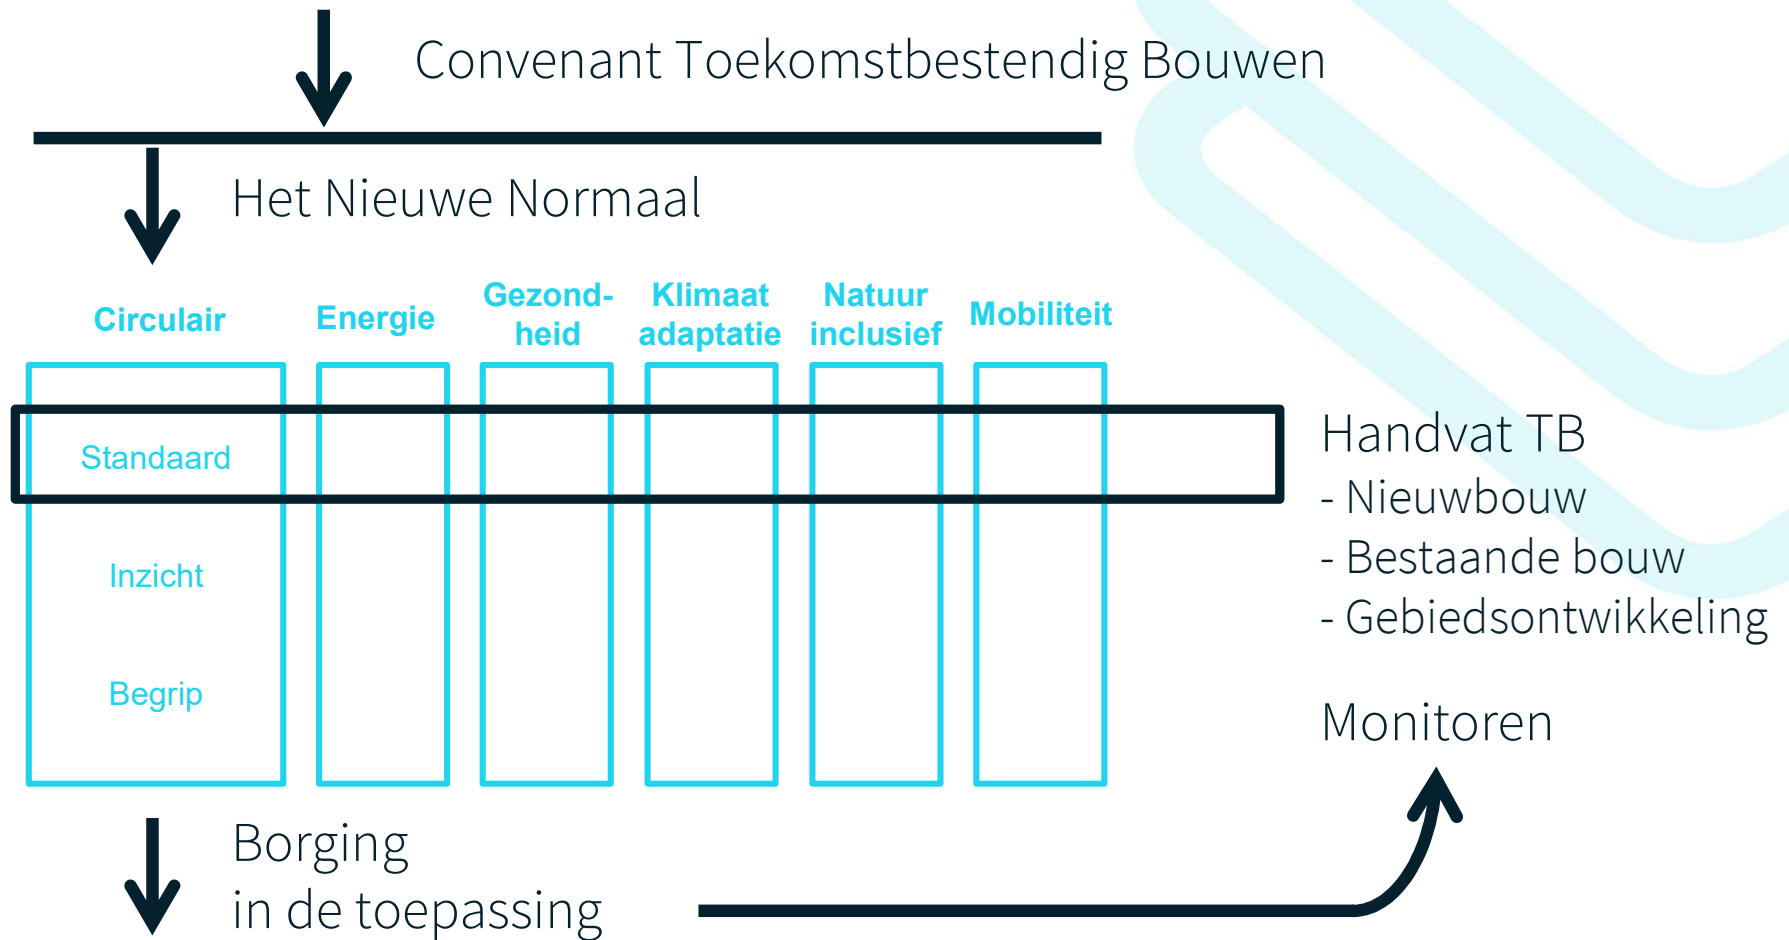 Convenant Toekomstbestendig Bouwen
Het Nieuwe Normaal
Circulair
Energie
Gezond-
heid
Klimaat
adaptatie
Natuur
inclusief
Mobiliteit
Standaard
Inzicht
Begrip
Handvat TB
- Nieuwbouw
- Bestaande bouw
- Gebiedsontwikkeling
Monitoren
Borging
in de toepassing